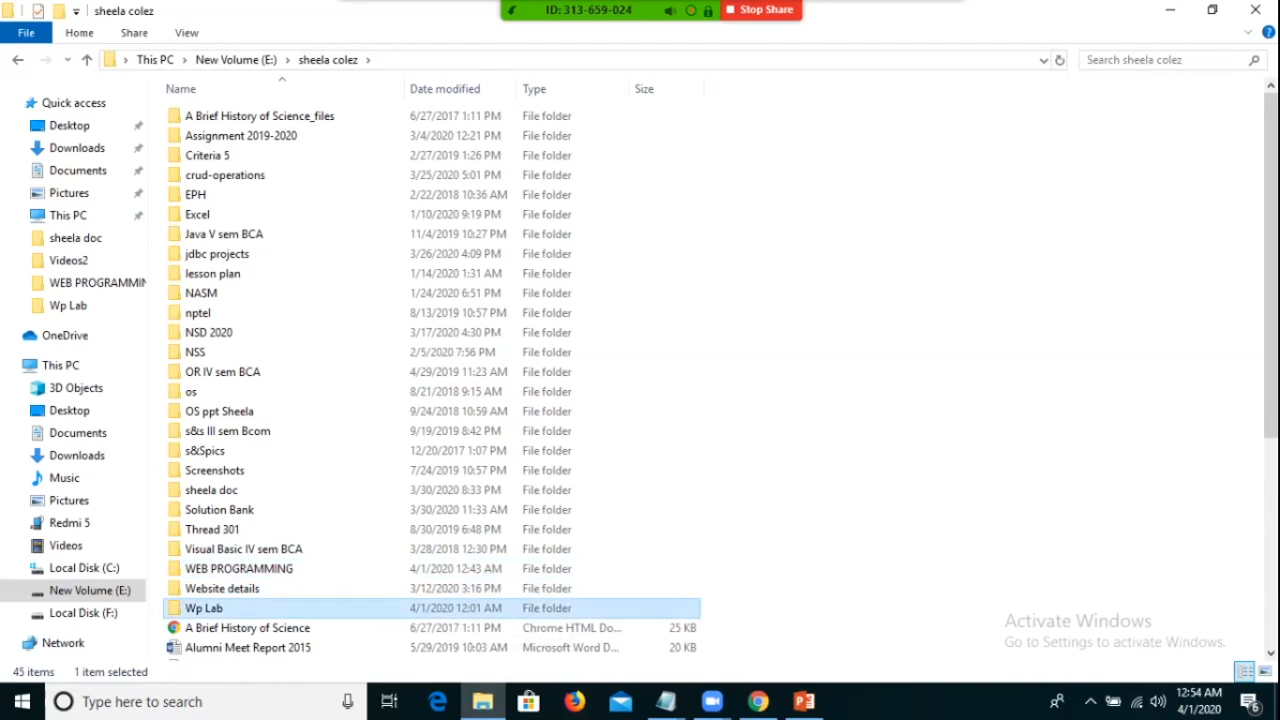 sheela colez
ID: 313-659-024
Stop Share
File Home Share View
This PC New Volume (E:) sheela colez
Search sheela colez
Name Date modified Type Size
Quick access
Desktop
Downloads
Documents
Pictures
This PC
sheela doc
Videos2
WEB PROGRAMMIN
Wp Lab
OneDrive
This PC
3D Objects
Desktop
Documents
Downloads
Music
Pictures
Redmi 5
Videos
Local Disk (C:)
New Volume (E:)
Local Disk (F:)
Network
A Brief History of Science_files 6/27/2017 1:11 PM File folder
Assignment 2019-2020 3/4/2020 12:21 PM File folder
Criteria 5 2/27/2019 1:26 PM File folder
crud-operations 3/25/2020 5:01 PM File folder
EPH 2/22/2018 10:36 AM File folder
Excel 1/10/2020 9:19 PM File folder
Java V sem BCA 11/4/2019 10:27 PM File folder
jdbc projects 3/26/2020 4:09 PM File folder
lesson plan 1/14/2020 1:31 AM File folder
NASM 1/24/2020 6:51 PM File folder
nptel 8/13/2019 10:57 PM File folder
NSD 2020 3/17/2020 4:30 PM File folder
NSS 2/5/2020 7:56 PM File folder
OR IV sem BCA 4/29/2019 11:23 AM File folder
os 8/21/2018 9:15 AM File folder
OS ppt Sheela 9/24/2018 10:59 AM File folder
s&s III sem Bcom 9/19/2019 8:42 PM File folder
s&Spics 12/20/2017 1:07 PM File folder
Screenshots 7/24/2019 10:57 PM File folder
sheela doc 3/30/2020 8:33 PM File folder
Solution Bank 3/30/2020 11:33 AM File folder
Thread 301 8/30/2019 6:48 PM File folder
Visual Basic IV sem BCA 3/28/2018 12:30 PM File folder
WEB PROGRAMMING 4/1/2020 12:43 AM File folder
Website details 3/12/2020 3:16 PM File folder
Wp Lab 4/1/2020 12:01 AM File folder
A Brief History of Science 6/27/2017 1:11 PM Chrome HTML Do... 25 KB
Alumni Meet Report 2015 5/29/2019 10:03 AM Microsoft Word D... 20 KB
Activate Windows
Go to Settings to activate Windows.
45 items 1 item selected
Type here to search
12:54 AM
4/1/2020
6